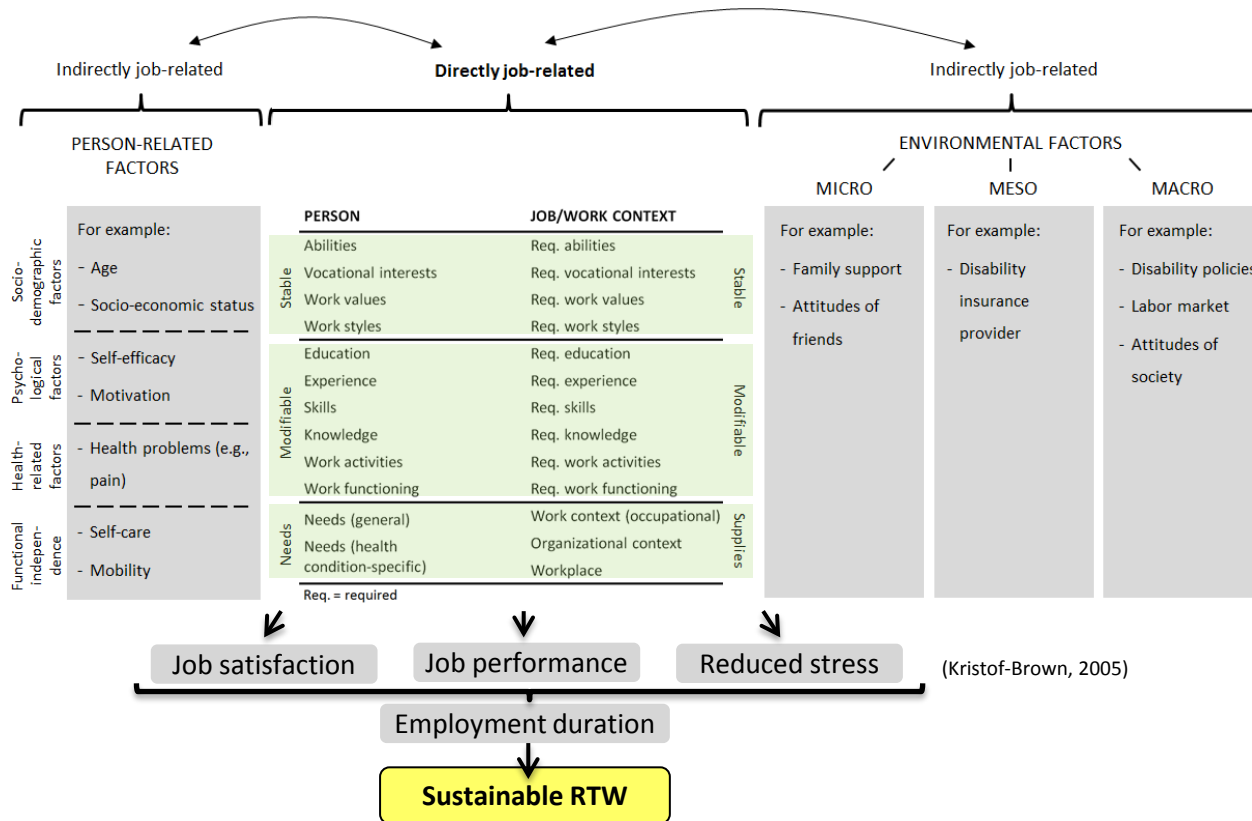 Indirectly job-related
Directly job-related
Indirectly job-related
PERSON-RELATED
FACTORS
ENVIRONMENTAL FACTORS
MICRO
MESO
MACRO
Socio-
demographic
factors
Psycho-
logical
factors
Health-
related
factors
Functional
indepen-
dence
For example:
- Age
- Socio-economic status
- Self-efficacy
- Motivation
- Health problems (e.g.,
pain)
- Self-care
- Mobility
PERSON
JOB/WORK CONTEXT
Stable
Abilities
Req. abilities
Vocational interests
Req. vocational interests
Work values
Req. work values
Work styles
Req. work styles
Stable
Modifiable
Education
Req. education
Experience
Req. experience
Skills
Req. skills
Knowledge
Req. knowledge
Work activities
Req. work activities
Work functioning
Req. work functioning
Modifiable
Needs
Needs (general)
Work context (occupational)
Needs (health
condition-specific)
Organizational context
Workplace
Supplies
Req. = required
For example:
- Family support
- Attitudes of
friends
For example:
- Disability
insurance
provider
For example:
- Disability policies
- Labor market
- Attitudes of
society
Job satisfaction
Job performance
Reduced stress
(Kristof-Brown, 2005)
Employment duration
Sustainable RTW